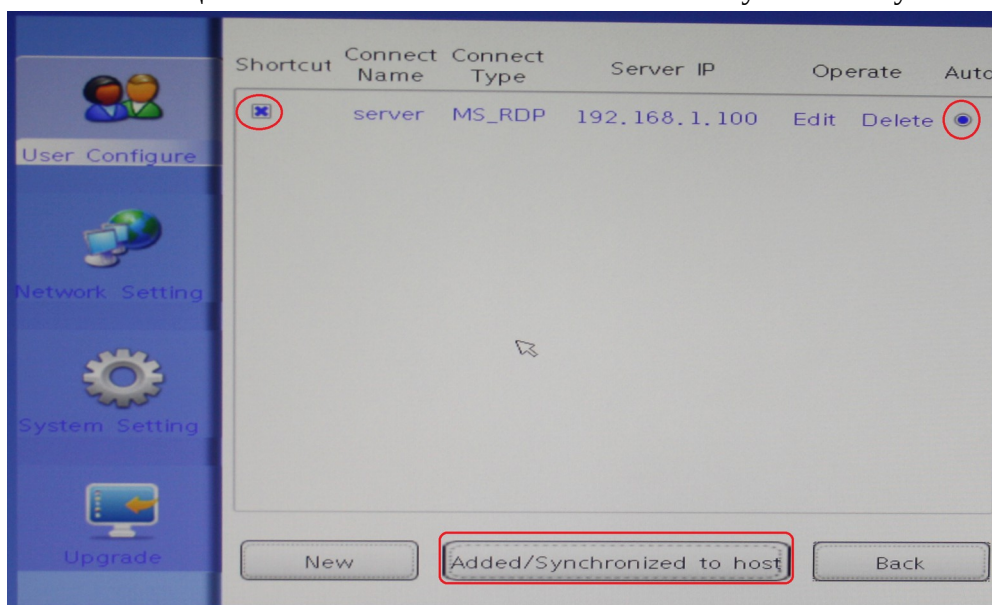 Shortcut Connect Name Connect Type Server IP Operate Auto
server MS_RDP 192.168.1.100 Edit Delete
User Configure
Network Setting
System Setting
Upgrade
New Added/Synchronized to host Back